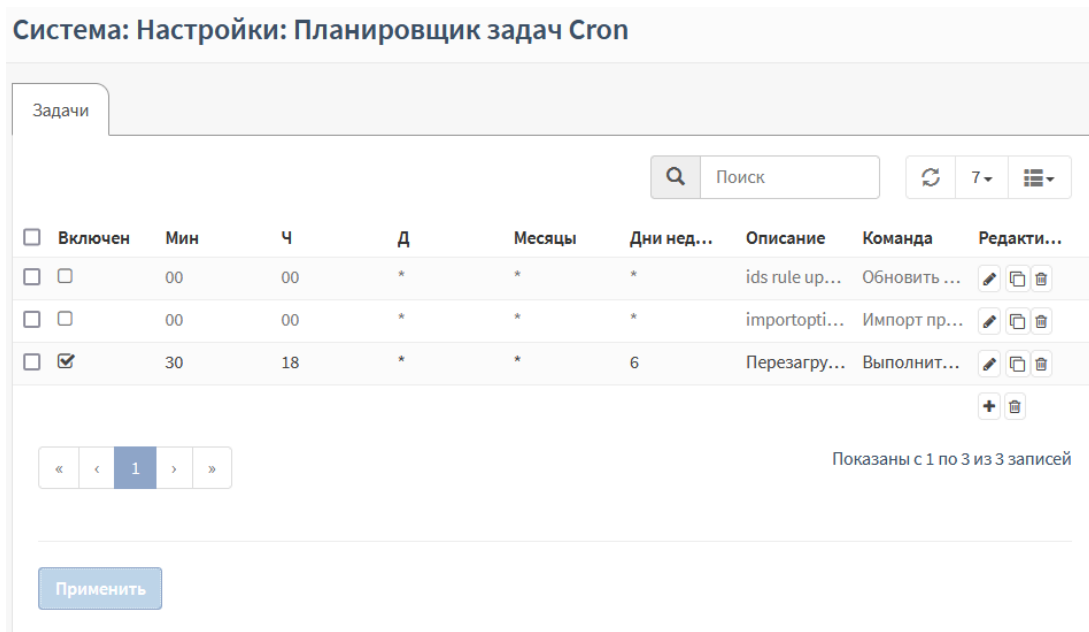 Система: Настройки: Планировщик задач Cron
Задачи
Поиск 7
Включен Мин Ч Д Месяцы Дни нед... Описание Команда Редакти...
00 00 * * * ids rule up... Обновить ...
00 00 * * * importopti... Импорт пр...
30 18 * * 6 Перезагру... Выполнит...
« ‹ 1 › »
Показаны с 1 по 3 из 3 записей
Применить